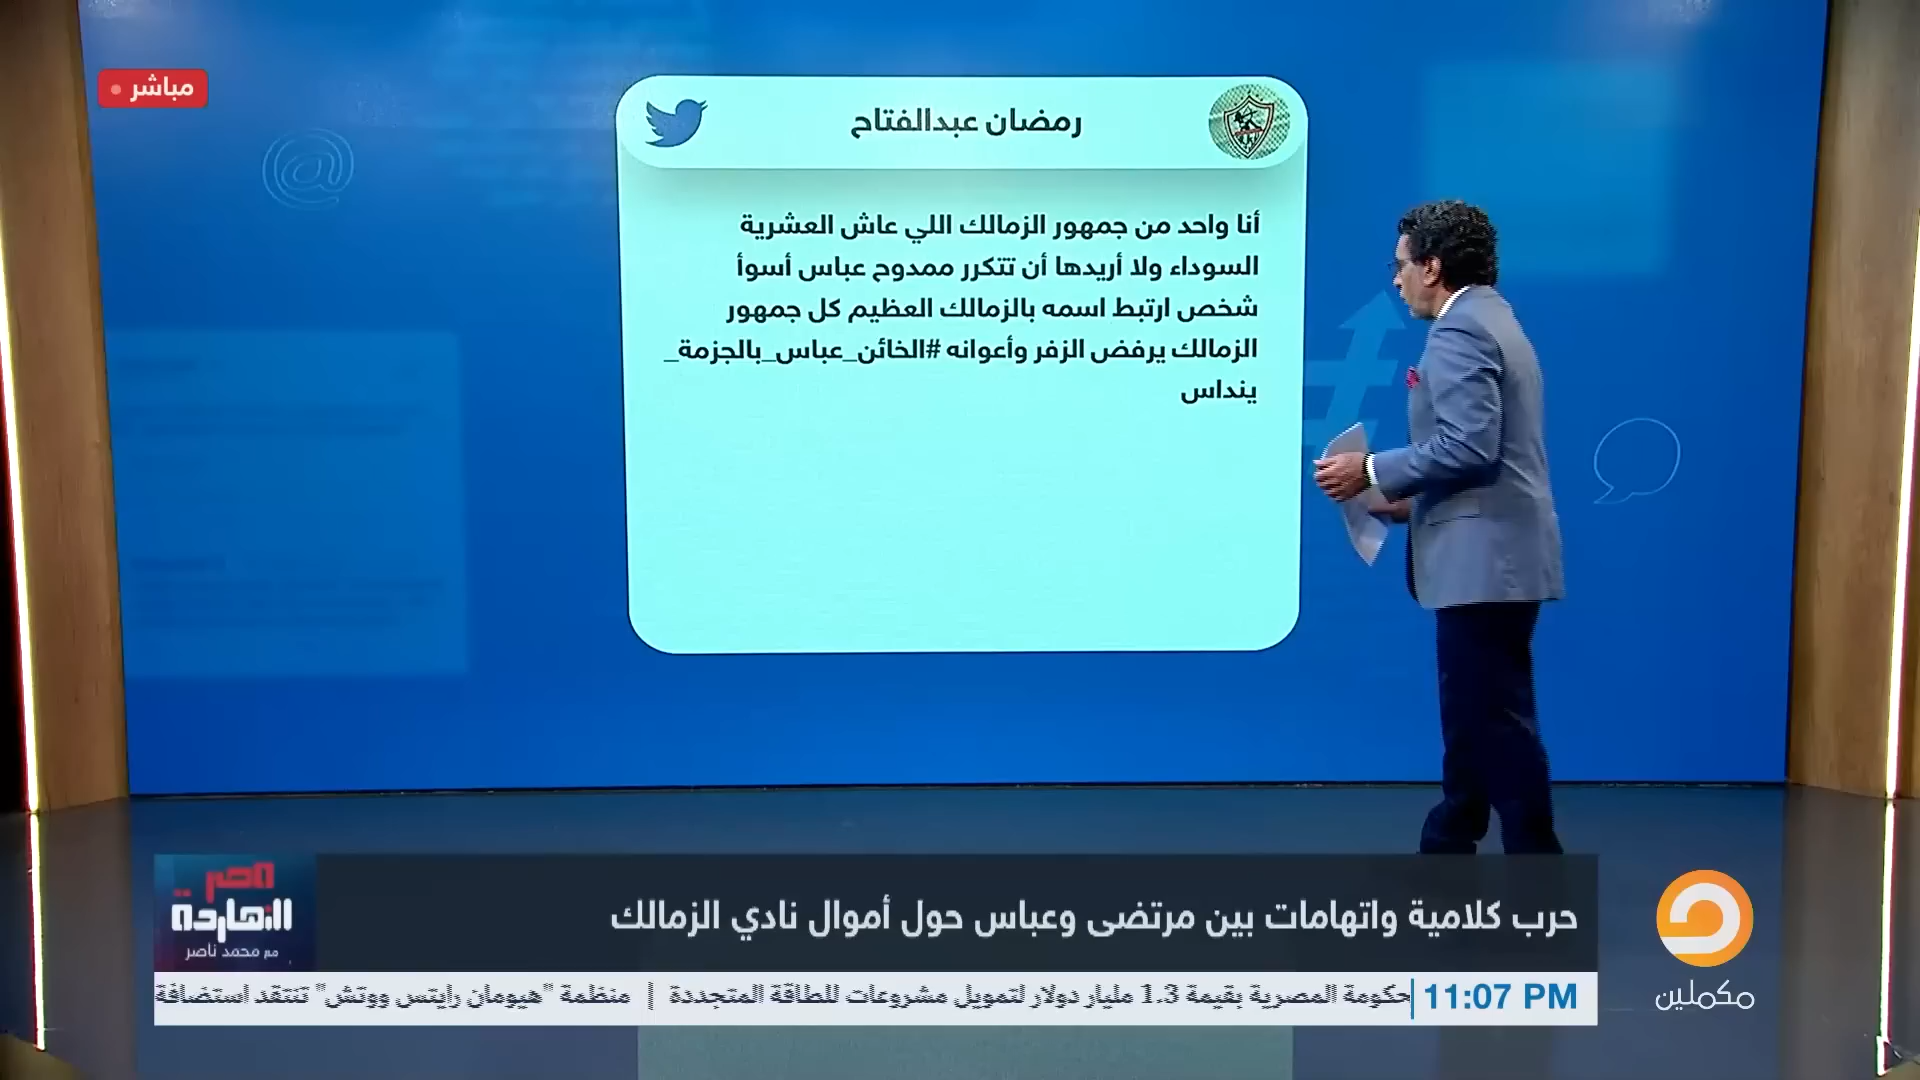 مباشر
رمضان عبدالفتاح
أنا واحد من جمهور الزمالك اللي عاش العشرية
السوداء ولا أريدها أن تتكرر ممدوح عباس أسوأ
شخص ارتبط اسمه بالزمالك العظيم كل جمهور
الزمالك يرفض الزفر وأعوانه #الخائن_عباس_بالجزمة_
ينداس
حرب كلامية واتهامات بين مرتضى وعباس حول أموال نادي الزمالك
مصر
النهاردة
مع محمد ناصر
11:07 PM
حكومة المصرية بقيمة 1.3 مليار دولار لتمويل مشروعات للطاقة المتجددة | منظمة "هيومان رايتس ووتش" تنتقد استضافة
مكملين